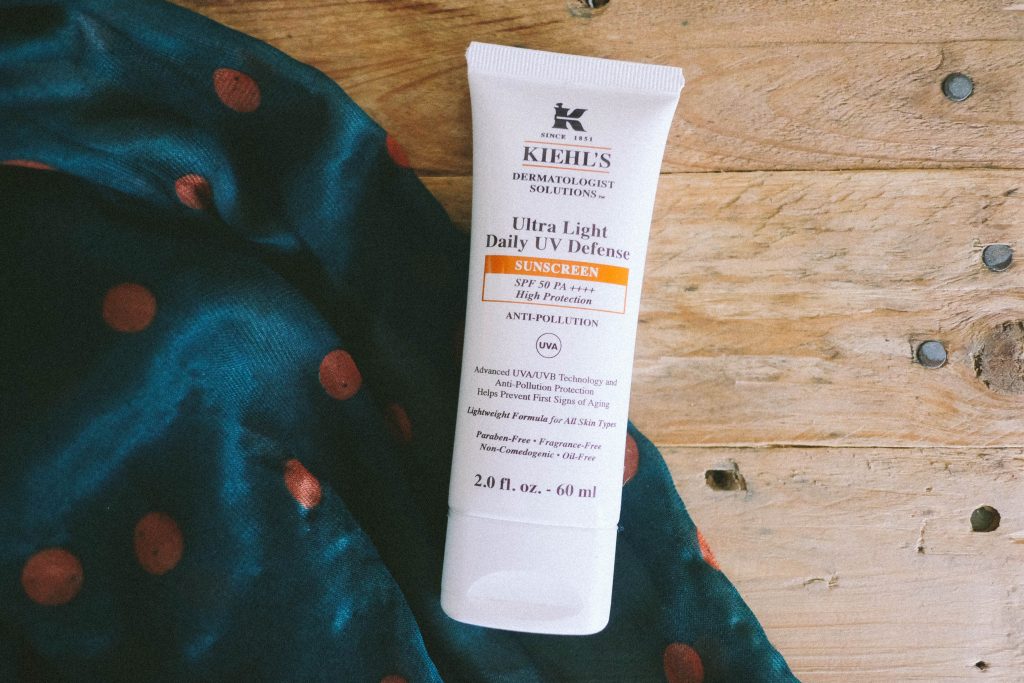 K
SINCE 1851
KIEHL'S
DERMATOLOGIST
SOLUTIONS™
Ultra Light
Daily UV Defense
SUNSCREEN
SPF 50 PA ++++
High Protection
ANTI-POLLUTION
UVA
Advanced UVA/UVB Technology and
Anti-Pollution Protection
Helps Prevent First Signs of Aging
Lightweight Formula for All Skin Types
Paraben-Free • Fragrance-Free
Non-Comedogenic • Oil-Free
2.0 fl. oz. - 60 ml